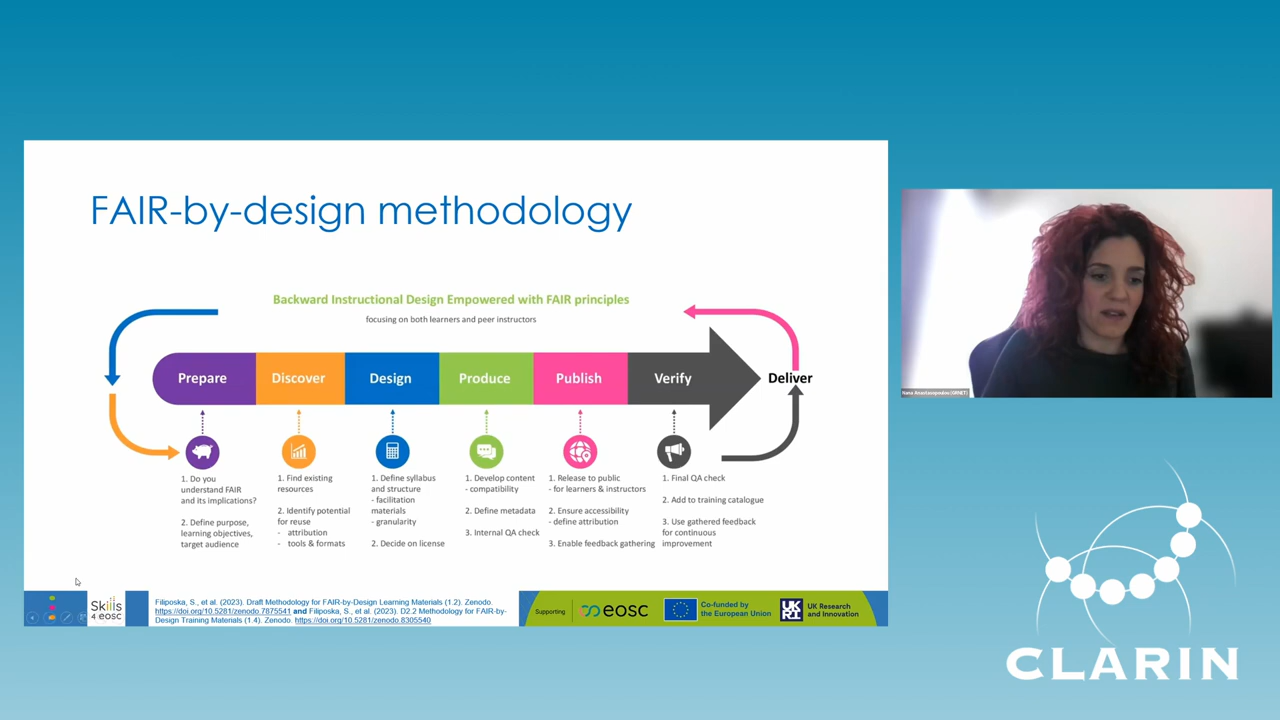 FAIR-by-design methodology
Backward Instructional Design Empowered with FAIR principles
focusing on both learners and peer instructors
Prepare
Discover
Design
Produce
Publish
Verify
Deliver
1. Do you
understand FAIR
and its implications?
2. Define purpose,
learning objectives,
target audience
1. Find existing
resources
2. Identify potential
for reuse
- attribution
- tools & formats
1. Define syllabus
and structure
- facilitation
materials
- granularity
2. Decide on license
1. Develop content
- compatibility
2. Define metadata
3. Internal QA check
1. Release to public
- for learners & instructors
2. Ensure accessibility
- define attribution
3. Enable feedback gathering
1. Final QA check
2. Add to training catalogue
3. Use gathered feedback
for continuous
improvement
Skills
4 eosc
Filiposka, S., et al. (2023). Draft Methodology for FAIR-by-Design Learning Materials (1.2). Zenodo.
https://doi.org/10.5281/zenodo.7875541 and Filiposka, S., et al. (2023). D2.2 Methodology for FAIR-by-
Design Training Materials (1.4). Zenodo. https://doi.org/10.5281/zenodo.8305540
Supporting
eosc
Co-funded by
the European Union
UK
RI
UK Research
and Innovation
Nana Anastasopoulou (GRNET)
CLARIN